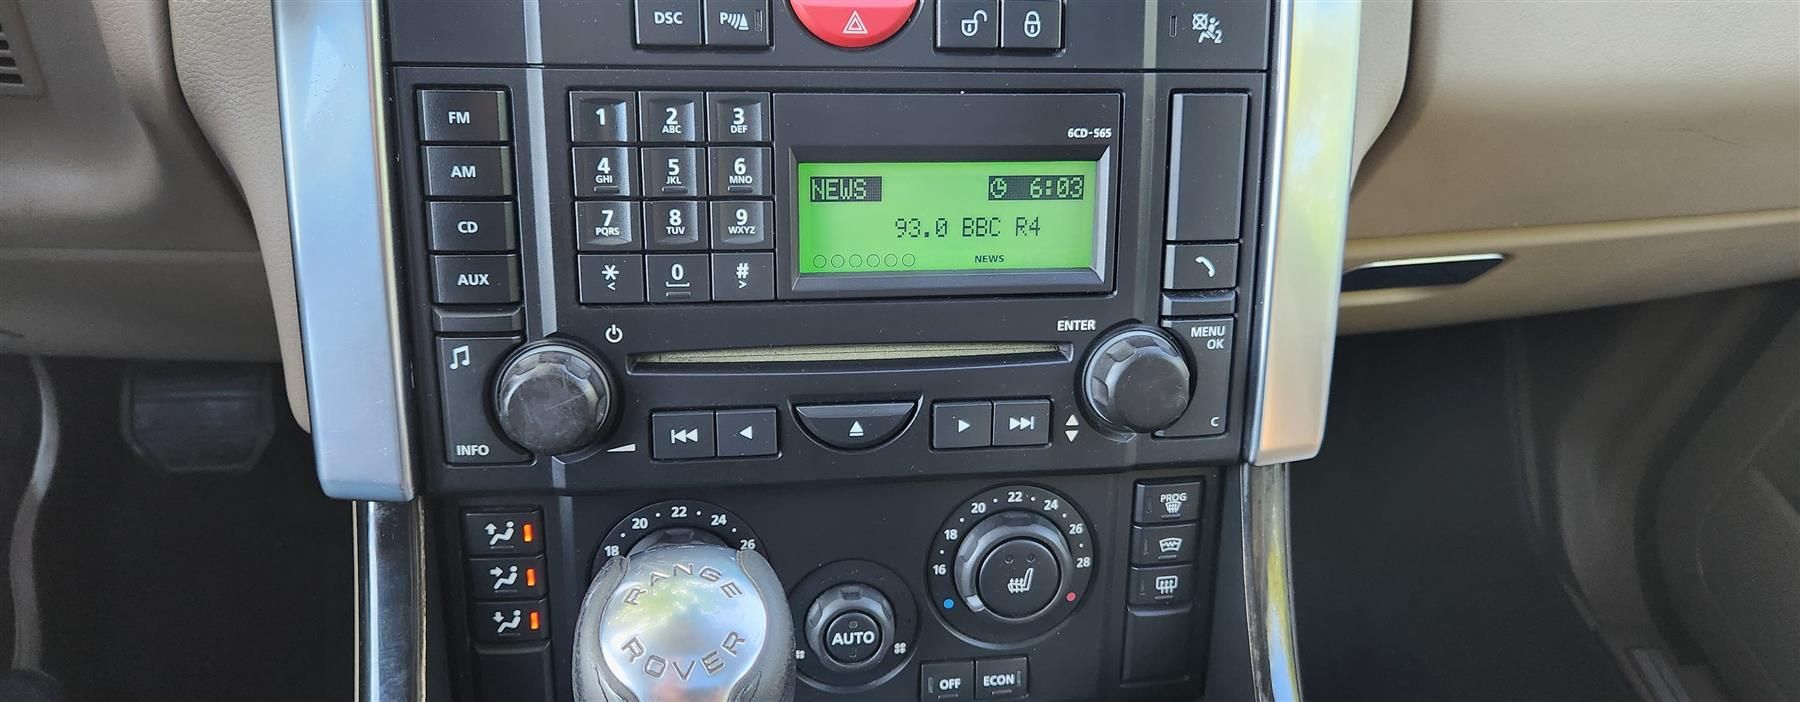 DSC
P
2
FM
AM
CD
AUX
1
2
ABC
3
DEF
4
GHI
5
JKL
6
MNO
7
PQRS
8
TUV
9
WXYZ
*
<
0
#
>
6CD-565
NEWS 6:03
93.0 BBC R4
NEWS
ENTER
MENU
OK
C
INFO
18 20 22 24 26
16 18 20 22 24 26 28
PROG
RANGE
ROVER
AUTO
OFF
ECON